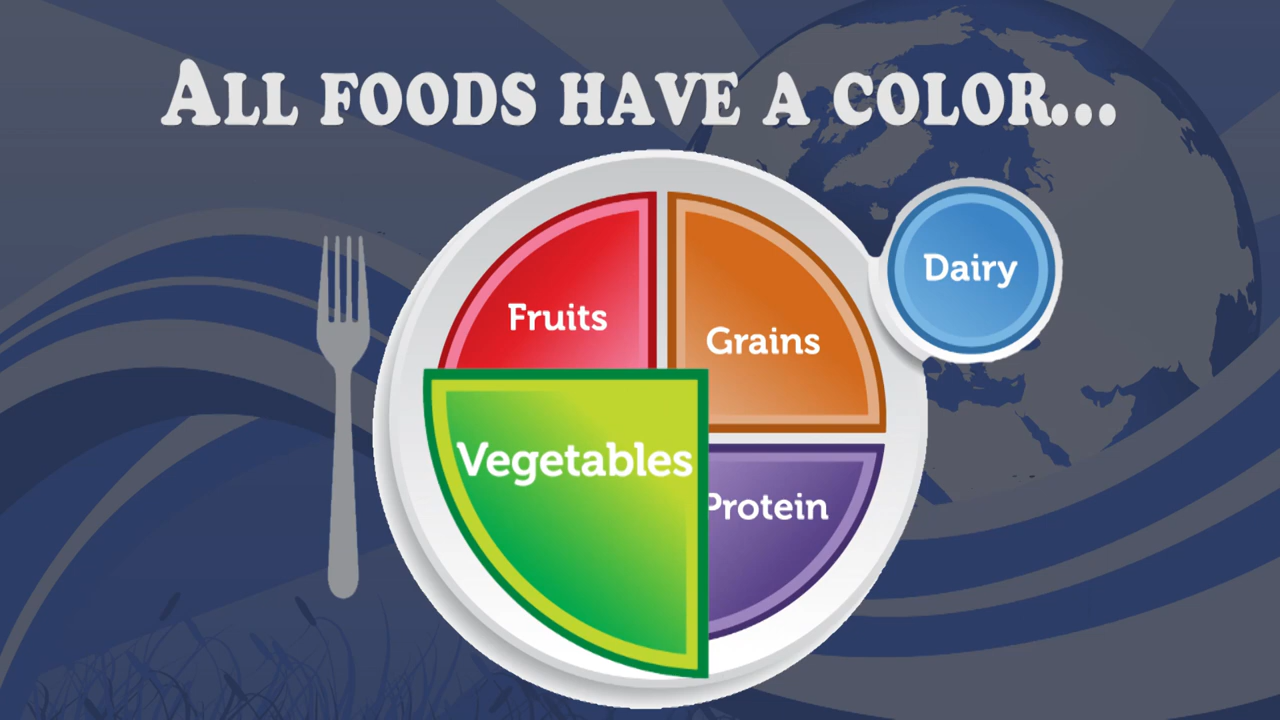 ALL FOODS HAVE A COLOR...
Dairy
Fruits
Grains
Vegetables
Protein